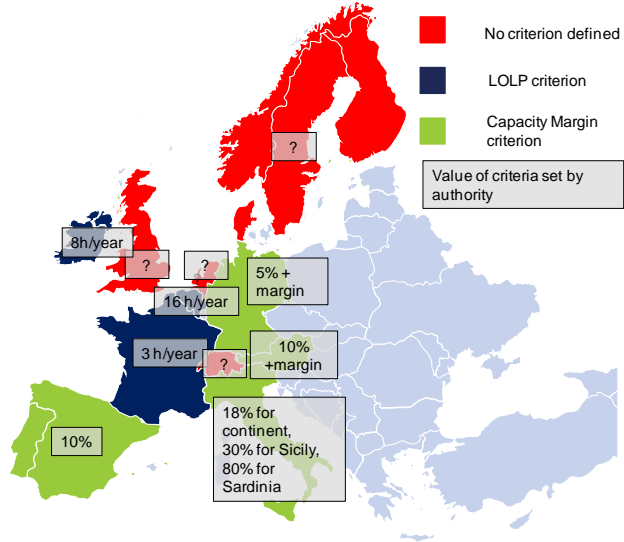 No criterion defined
LOLP criterion
Capacity Margin
criterion
Value of criteria set by
authority
?
8h/year
?
?
5% +
margin
16 h/year
3 h/year
?
10%
+margin
10%
18% for
continent,
30% for Sicily,
80% for
Sardinia